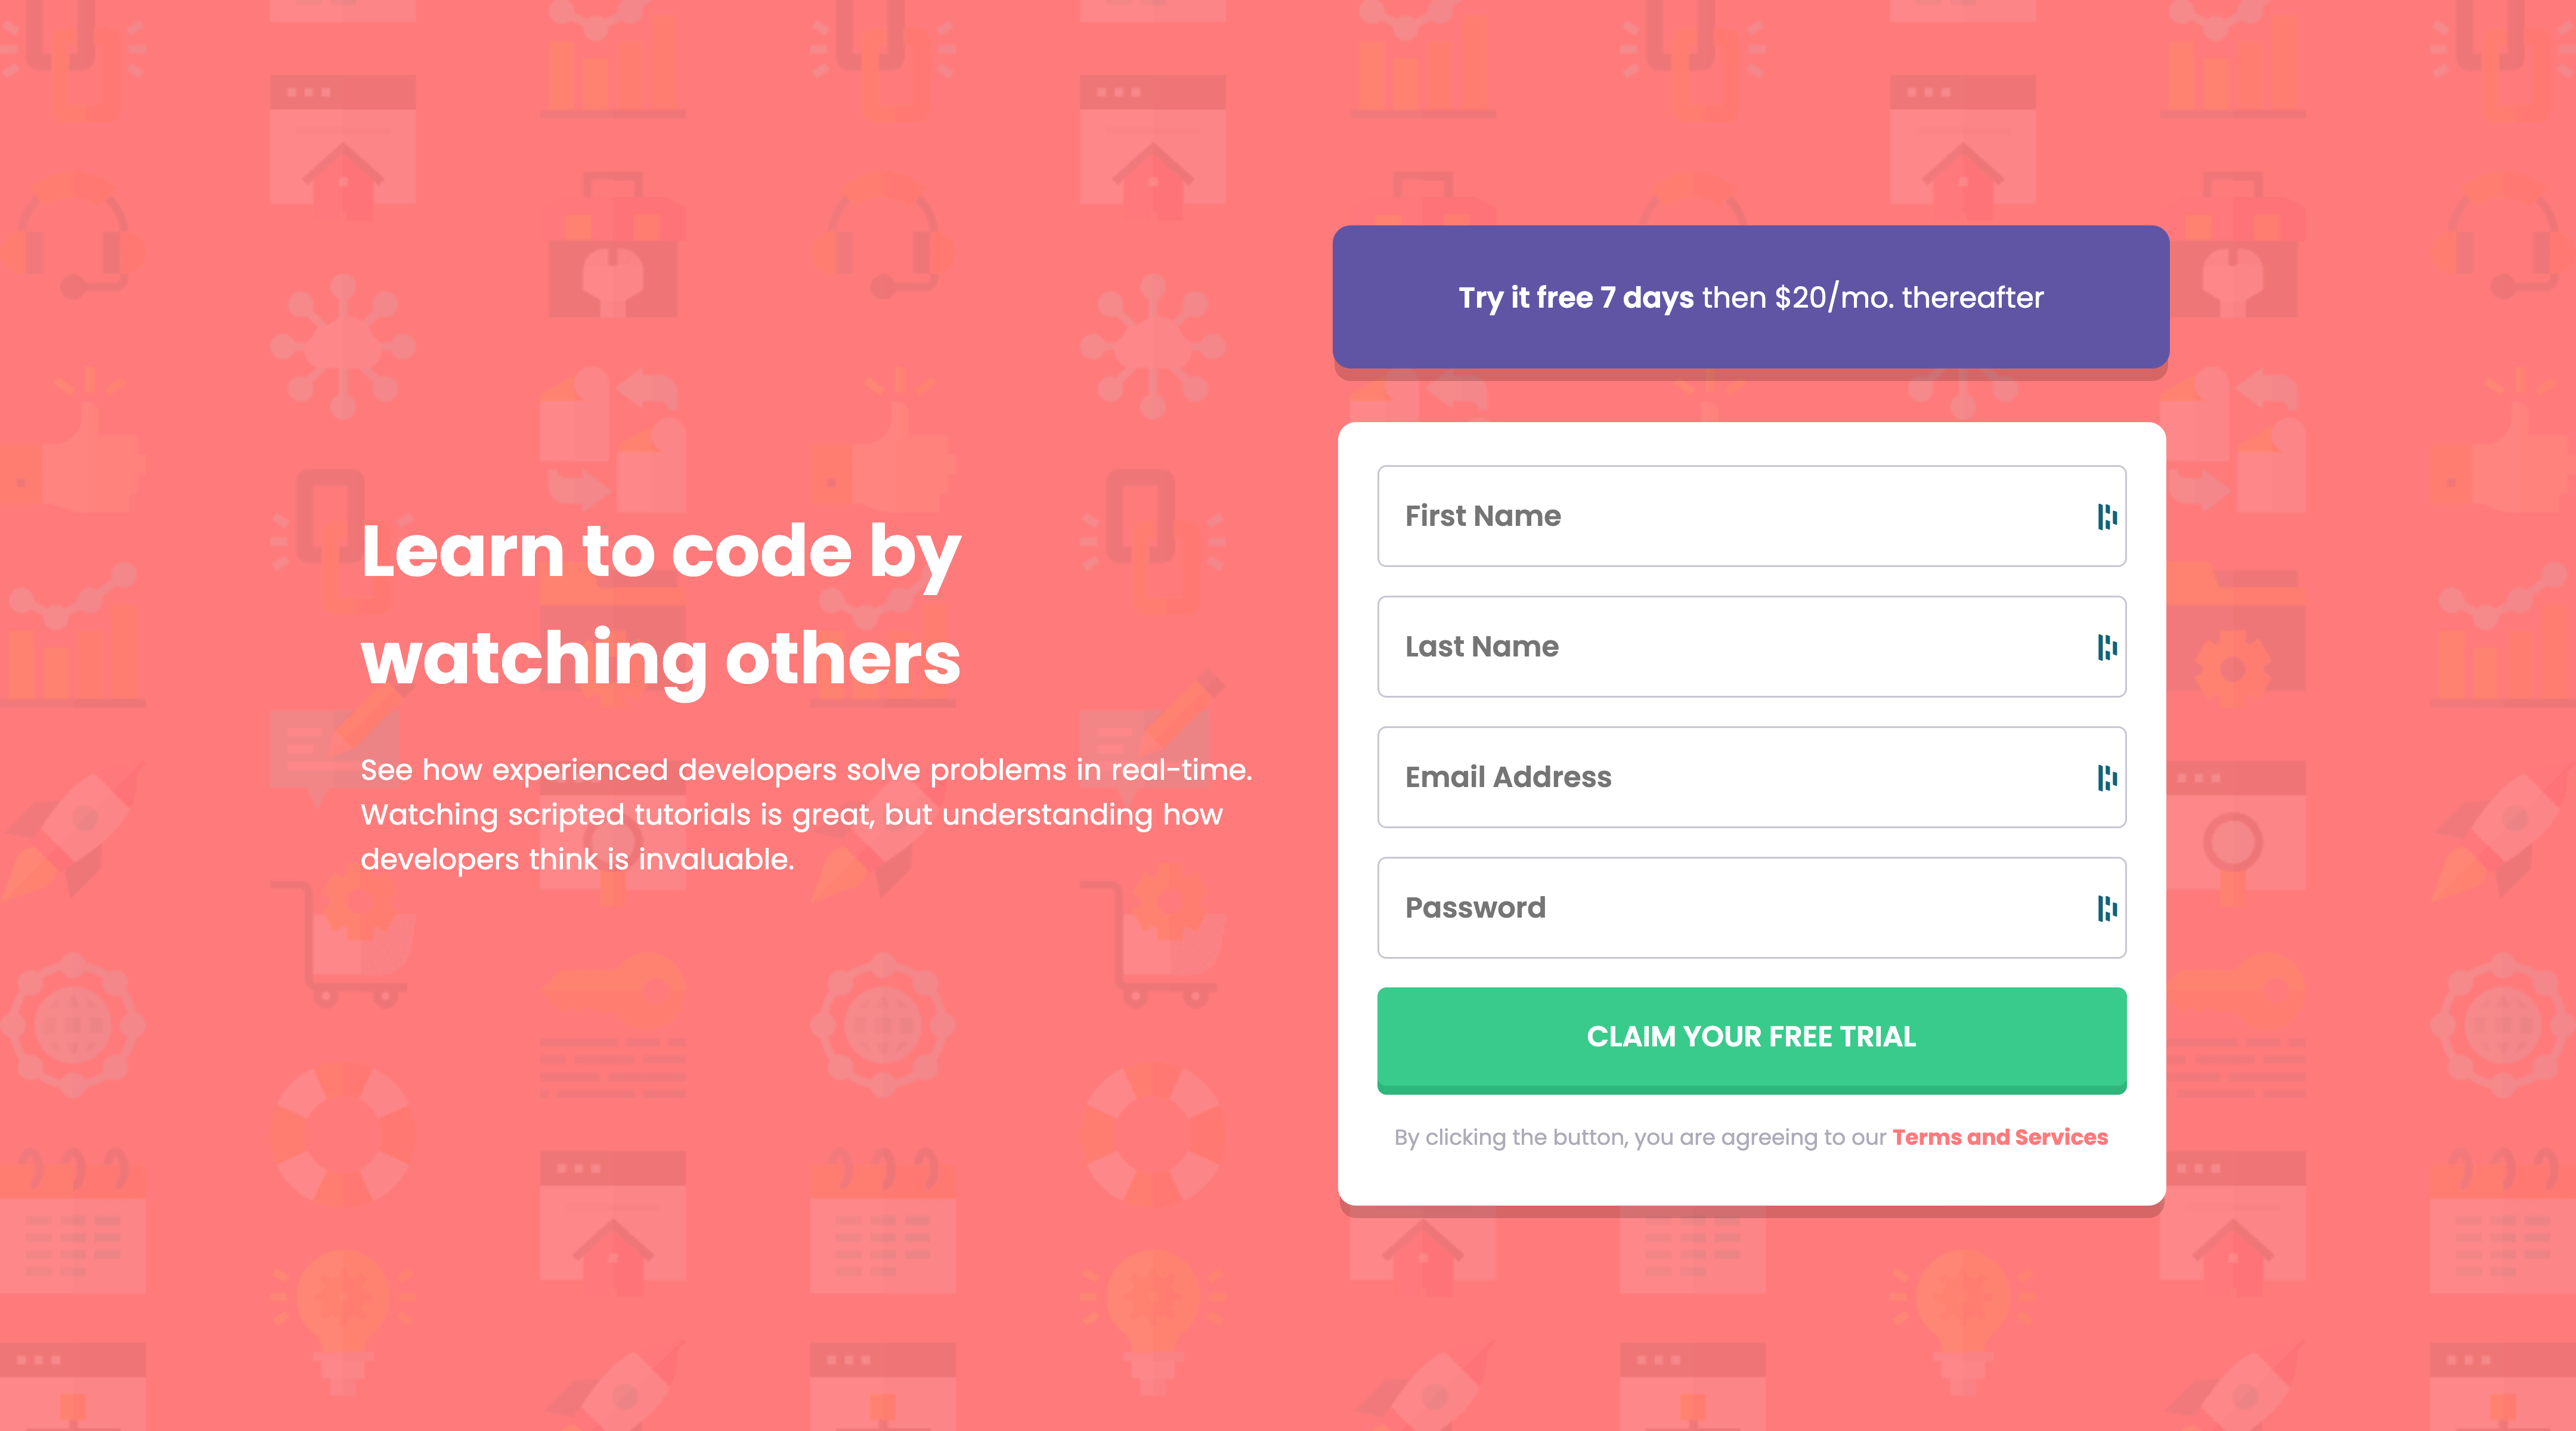 Learn to code by
watching others
See how experienced developers solve problems in real-time.
Watching scripted tutorials is great, but understanding how
developers think is invaluable.
Try it free 7 days then $20/mo. thereafter
First Name
Last Name
Email Address
Password
CLAIM YOUR FREE TRIAL
By clicking the button, you are agreeing to our Terms and Services